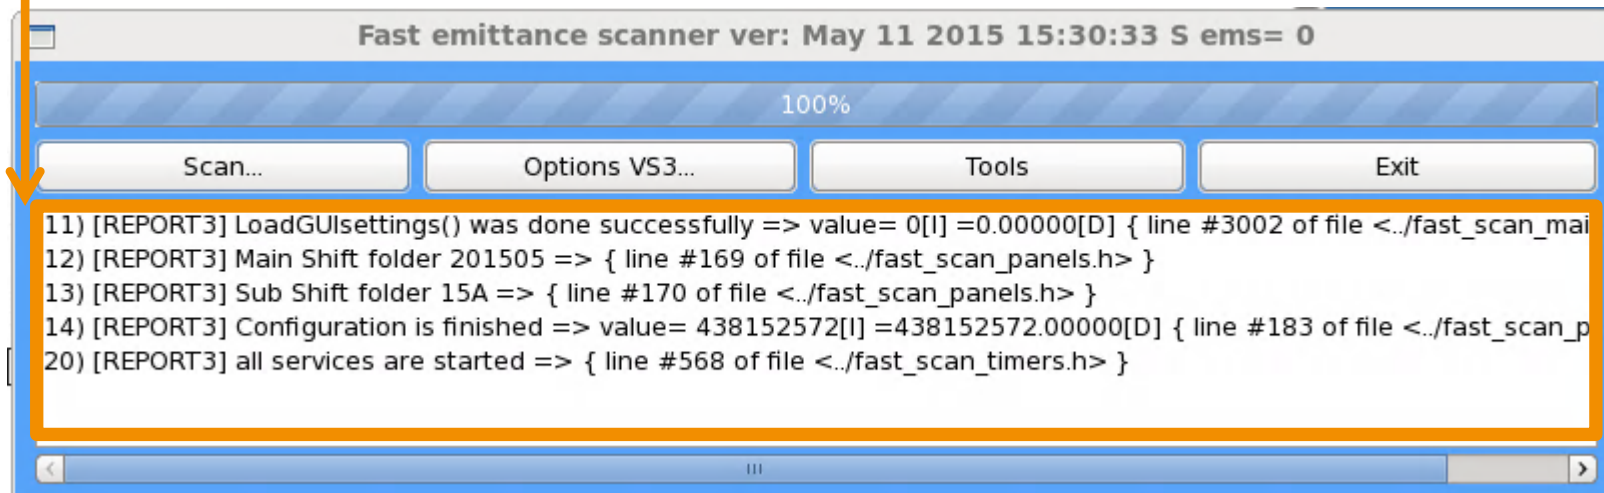 Fast emittance scanner ver: May 11 2015 15:30:33 S ems= 0
100%
Scan... Options VS3... Tools Exit
11) [REPORT3] LoadGUIsettings() was done successfully => value= 0[I] =0.00000[D] { line #3002 of file <../fast_scan_mai
12) [REPORT3] Main Shift folder 201505 => { line #169 of file <../fast_scan_panels.h> }
13) [REPORT3] Sub Shift folder 15A => { line #170 of file <../fast_scan_panels.h> }
14) [REPORT3] Configuration is finished => value= 438152572[I] =438152572.00000[D] { line #183 of file <../fast_scan_p
20) [REPORT3] all services are started => { line #568 of file <../fast_scan_timers.h> }